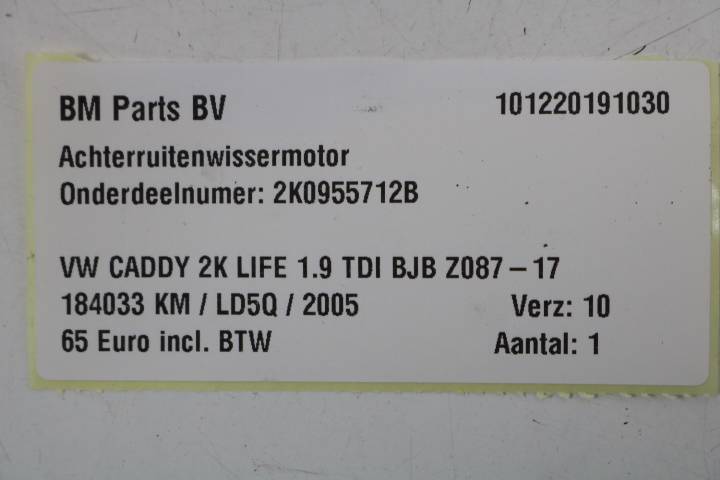 BM Parts BV 101220191030
Achterruitenwissermotor
Onderdeelnumer: 2K0955712B
VW CADDY 2K LIFE 1.9 TDI BJB Z087 – 17
184033 KM / LD5Q / 2005 Verz: 10
65 Euro incl. BTW Aantal: 1